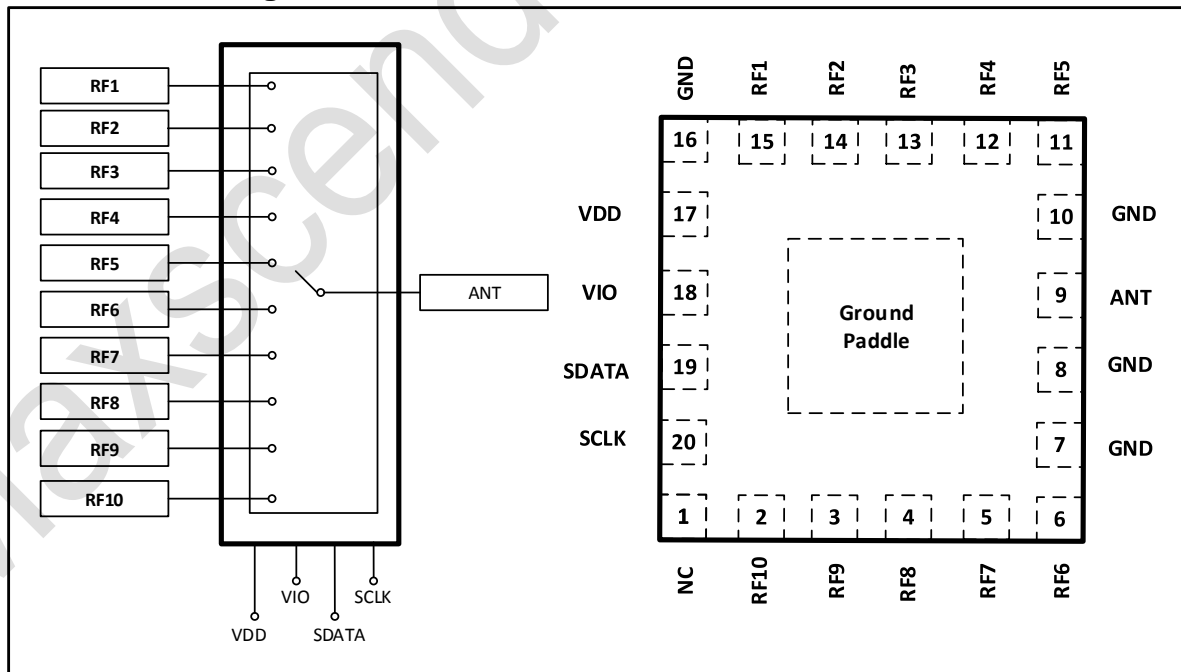 RF1
RF2
RF3
RF4
RF5
RF6
RF7
RF8
RF9
RF10
ANT
VDD
VIO
SDATA
SCLK
GND
RF1
RF2
RF3
RF4
RF5
16
15
14
13
12
11
VDD
17
10
GND
VIO
18
9
ANT
Ground
Paddle
SDATA
19
8
GND
SCLK
20
7
GND
1
2
3
4
5
6
NC
RF10
RF9
RF8
RF7
RF6
maxscend